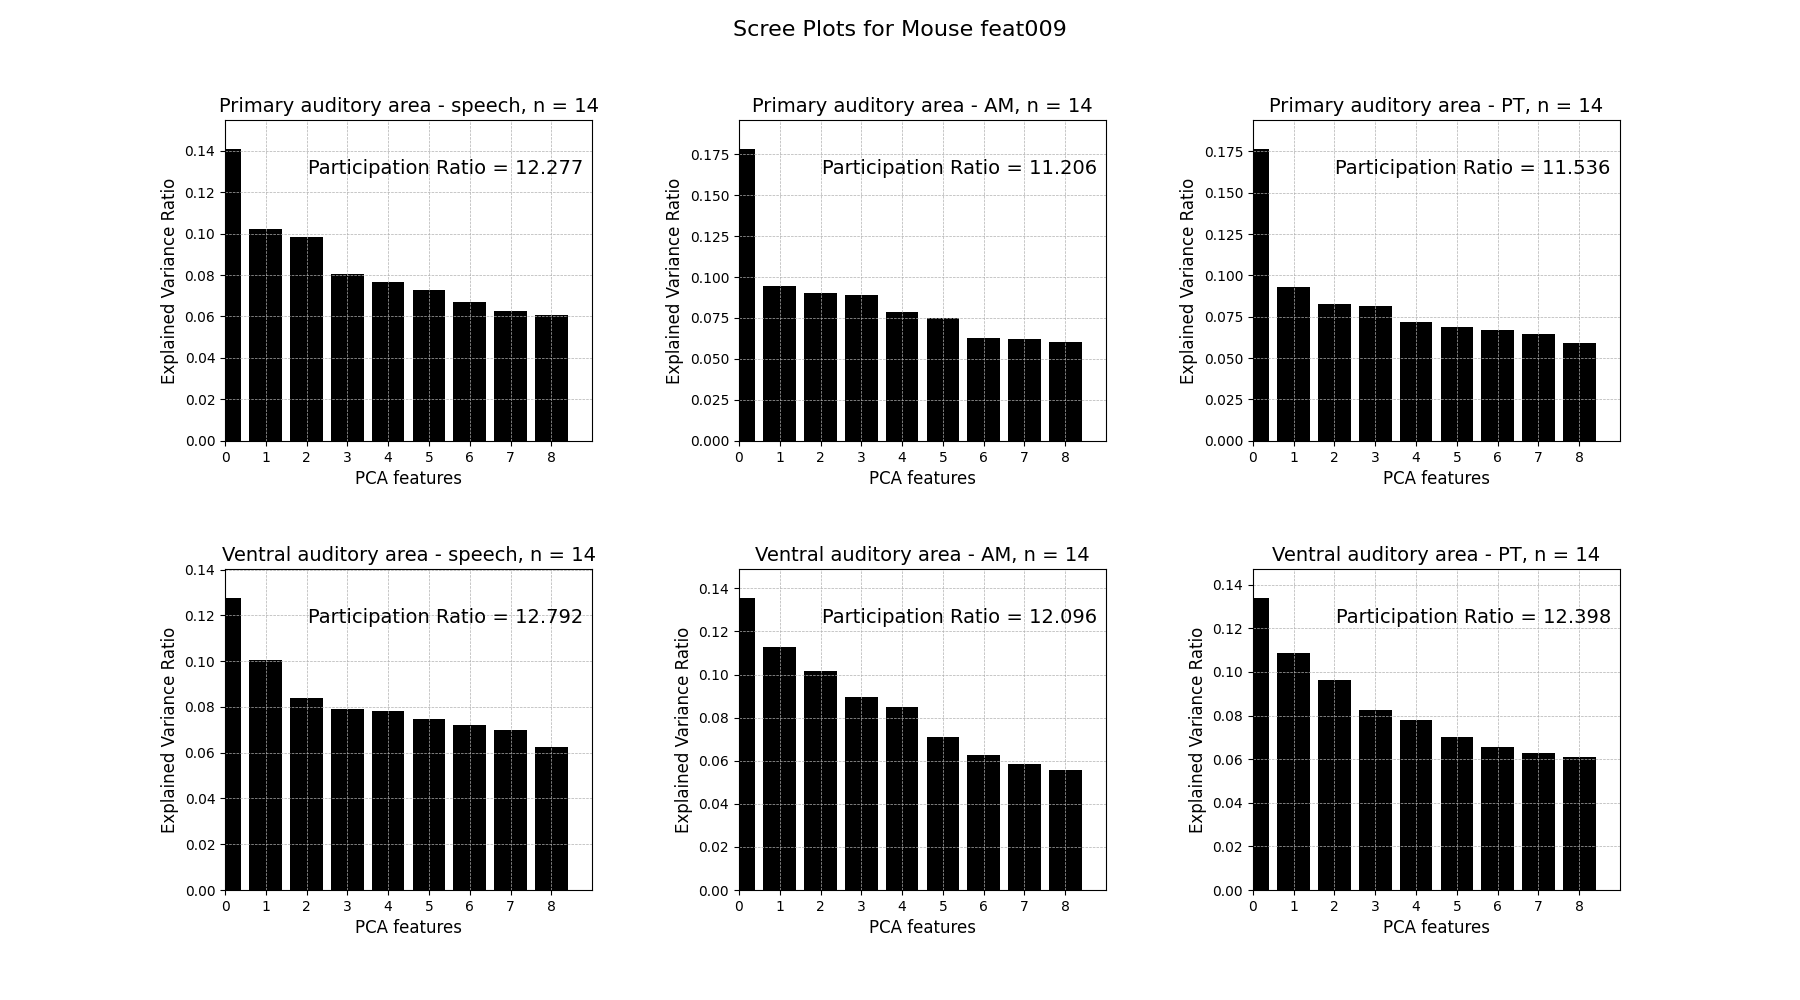 Scree Plots for Mouse feat009
Primary auditory area - speech, n = 14
Participation Ratio = 12.277
Explained Variance Ratio
0.14
0.12
0.10
0.08
0.06
0.04
0.02
0.00
0 1 2 3 4 5 6 7 8
PCA features
Primary auditory area - AM, n = 14
Participation Ratio = 11.206
Explained Variance Ratio
0.175
0.150
0.125
0.100
0.075
0.050
0.025
0.000
0 1 2 3 4 5 6 7 8
PCA features
Primary auditory area - PT, n = 14
Participation Ratio = 11.536
Explained Variance Ratio
0.175
0.150
0.125
0.100
0.075
0.050
0.025
0.000
0 1 2 3 4 5 6 7 8
PCA features
Ventral auditory area - speech, n = 14
Participation Ratio = 12.792
Explained Variance Ratio
0.14
0.12
0.10
0.08
0.06
0.04
0.02
0.00
0 1 2 3 4 5 6 7 8
PCA features
Ventral auditory area - AM, n = 14
Participation Ratio = 12.096
Explained Variance Ratio
0.14
0.12
0.10
0.08
0.06
0.04
0.02
0.00
0 1 2 3 4 5 6 7 8
PCA features
Ventral auditory area - PT, n = 14
Participation Ratio = 12.398
Explained Variance Ratio
0.14
0.12
0.10
0.08
0.06
0.04
0.02
0.00
0 1 2 3 4 5 6 7 8
PCA features